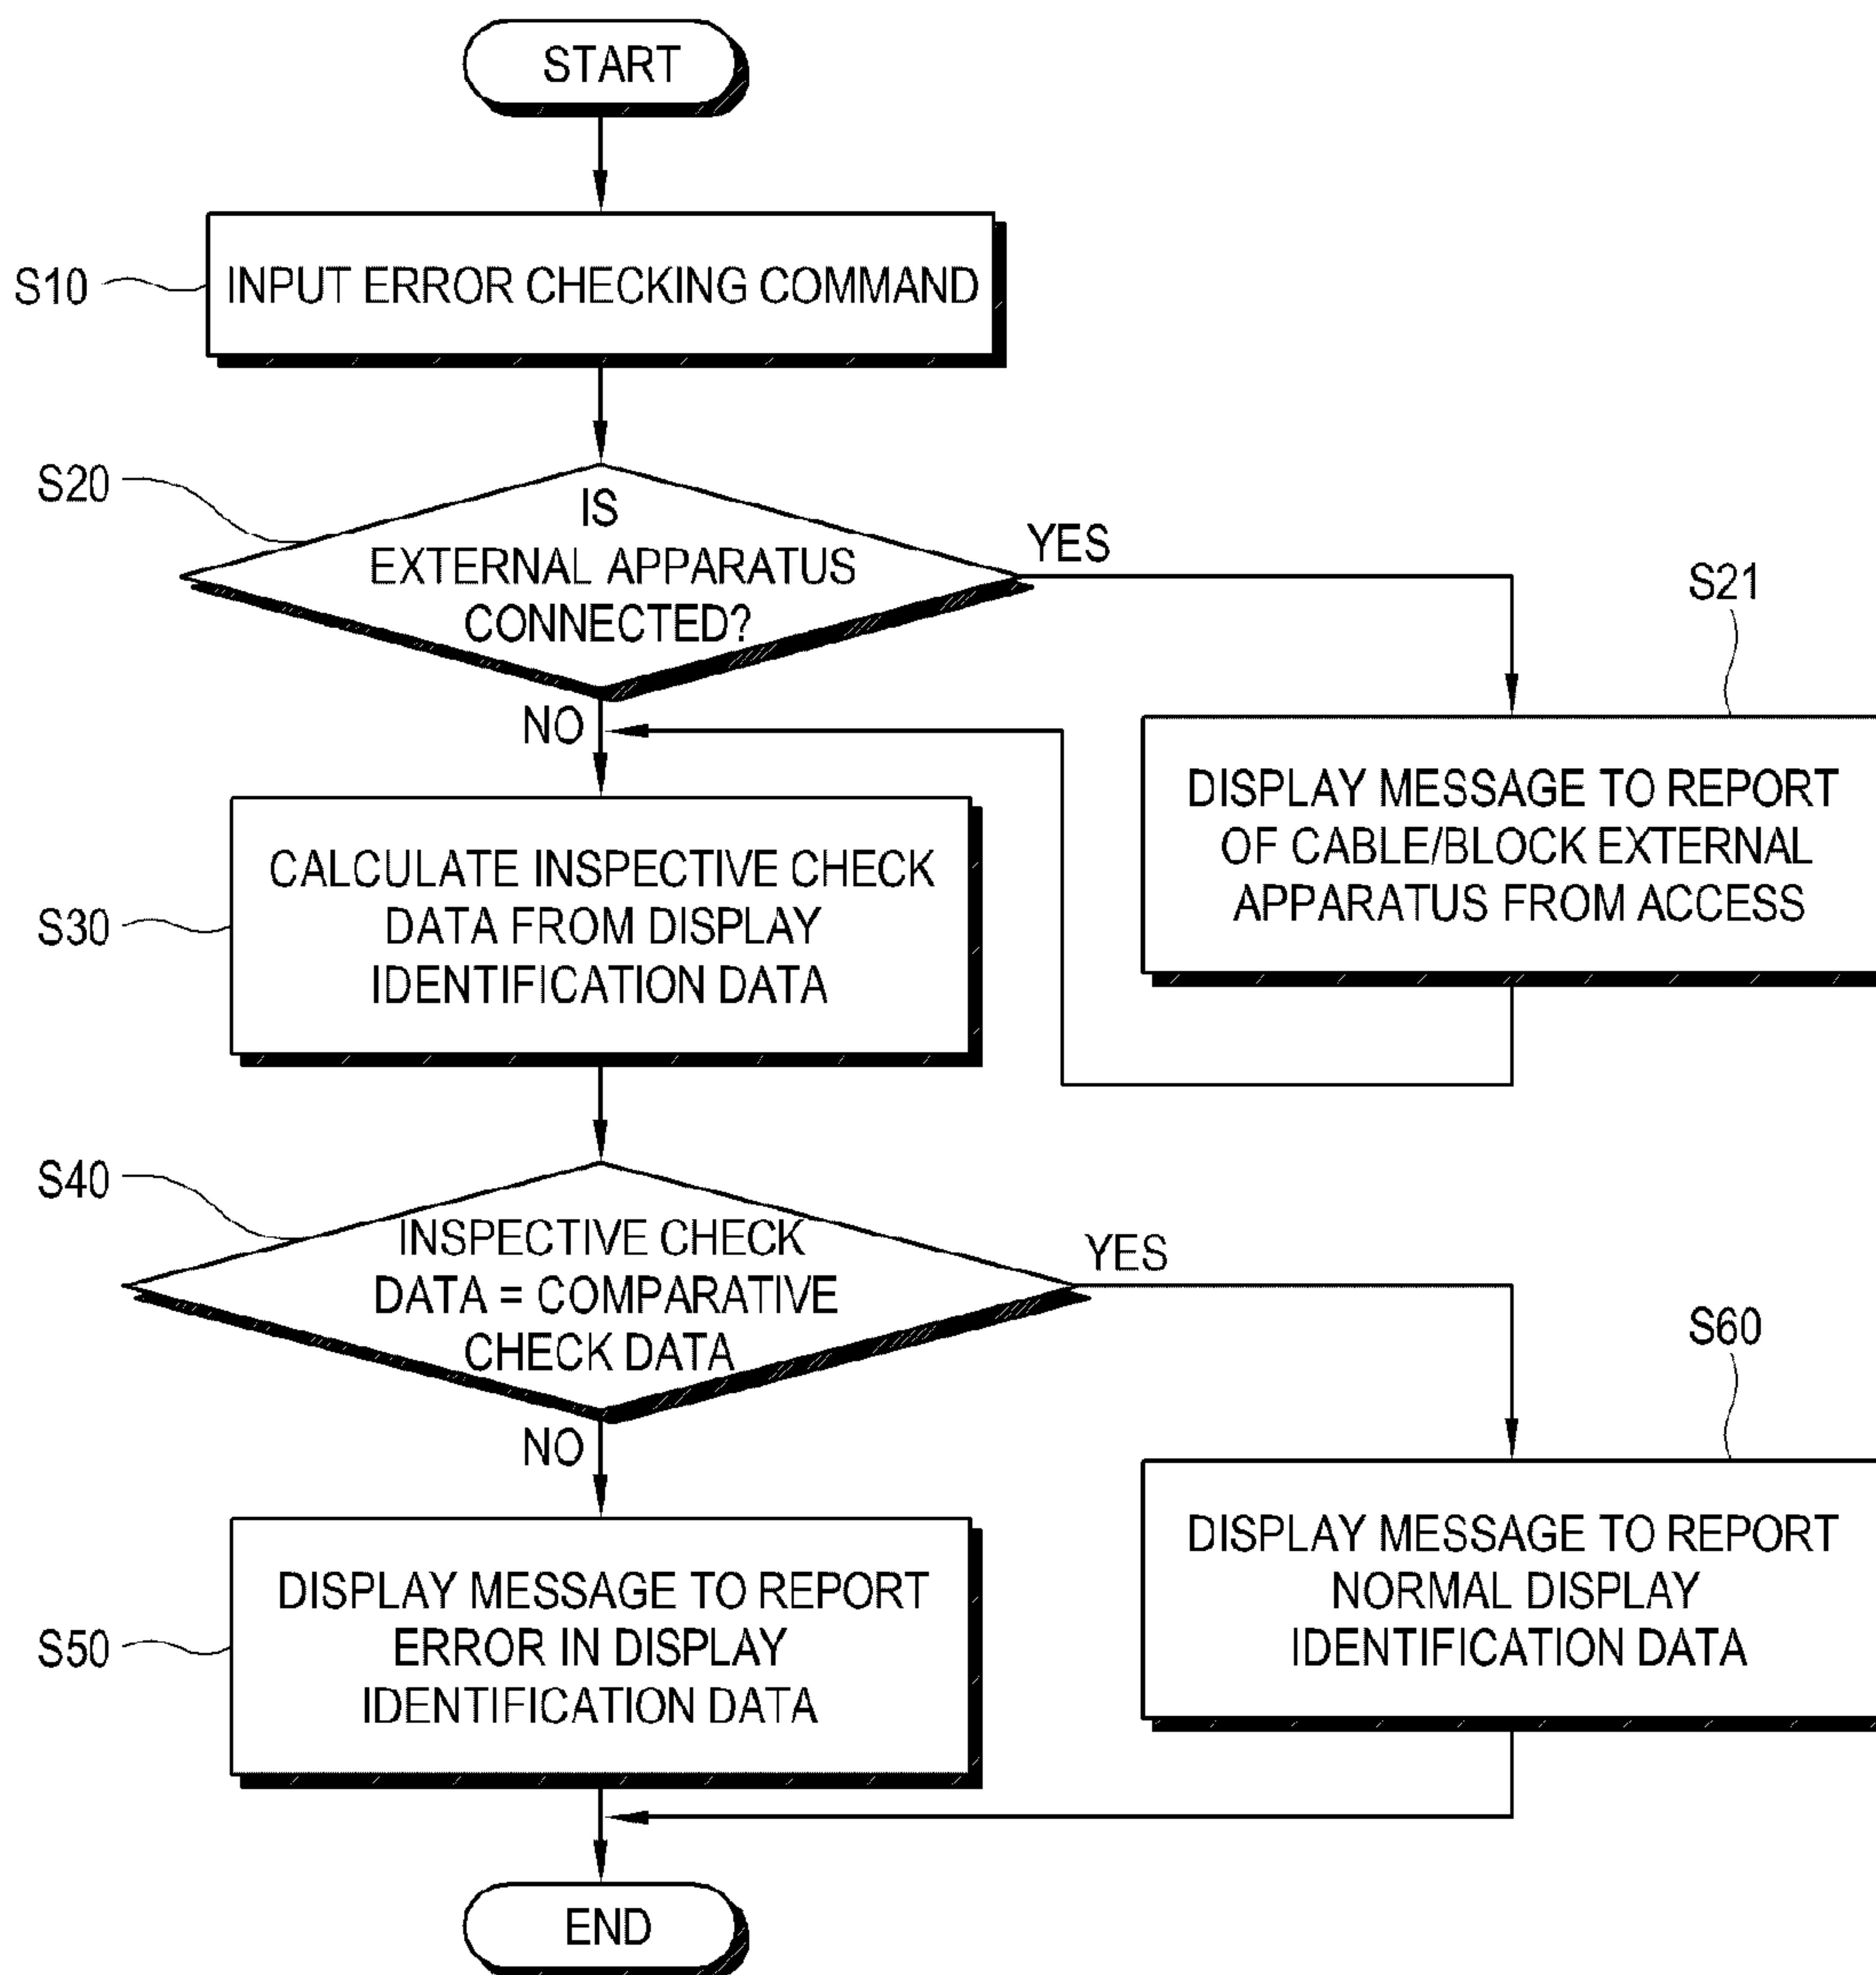 START
S10
INPUT ERROR CHECKING COMMAND
S20
IS
EXTERNAL APPARATUS
CONNECTED?
YES
NO
S21
DISPLAY MESSAGE TO REPORT
OF CABLE/BLOCK EXTERNAL
APPARATUS FROM ACCESS
S30
CALCULATE INSPECTIVE CHECK
DATA FROM DISPLAY
IDENTIFICATION DATA
S40
INSPECTIVE CHECK
DATA = COMPARATIVE
CHECK DATA
YES
NO
S60
DISPLAY MESSAGE TO REPORT
NORMAL DISPLAY
IDENTIFICATION DATA
S50
DISPLAY MESSAGE TO REPORT
ERROR IN DISPLAY
IDENTIFICATION DATA
END